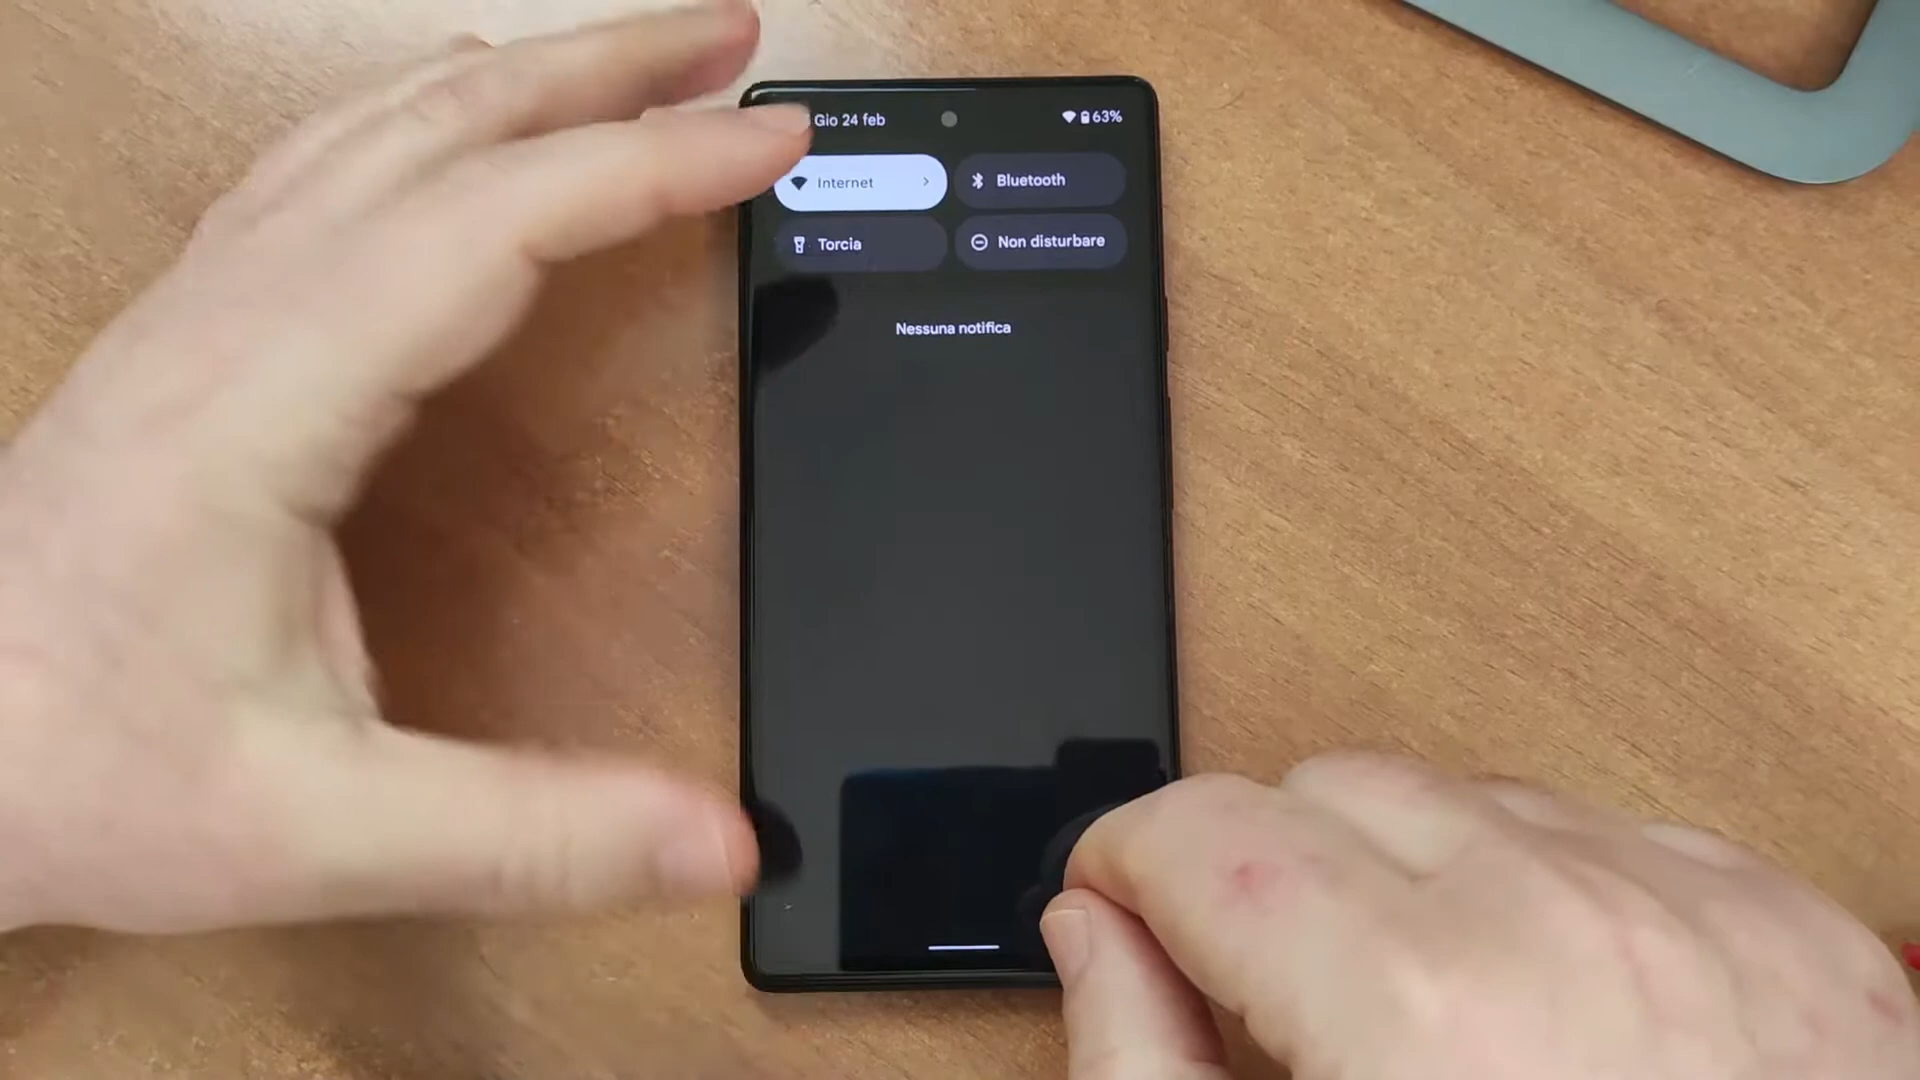 Gio 24 feb
63%
Internet
Bluetooth
Torcia
Non disturbare
Nessuna notifica